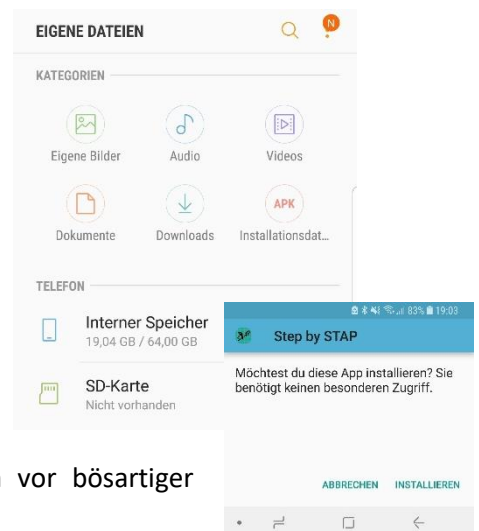 EIGENE DATEIEN
N
KATEGORIEN
Eigene Bilder Audio Videos
APK
Dokumente Downloads Installationsdat...
TELEFON
Interner Speicher
19,04 GB / 64,00 GB
SD-Karte
Nicht vorhanden
83% 19:03
Step by STAP
Möchtest du diese App installieren? Sie
benötigt keinen besonderen Zugriff.
ABBRECHEN INSTALLIEREN
vor bösartiger